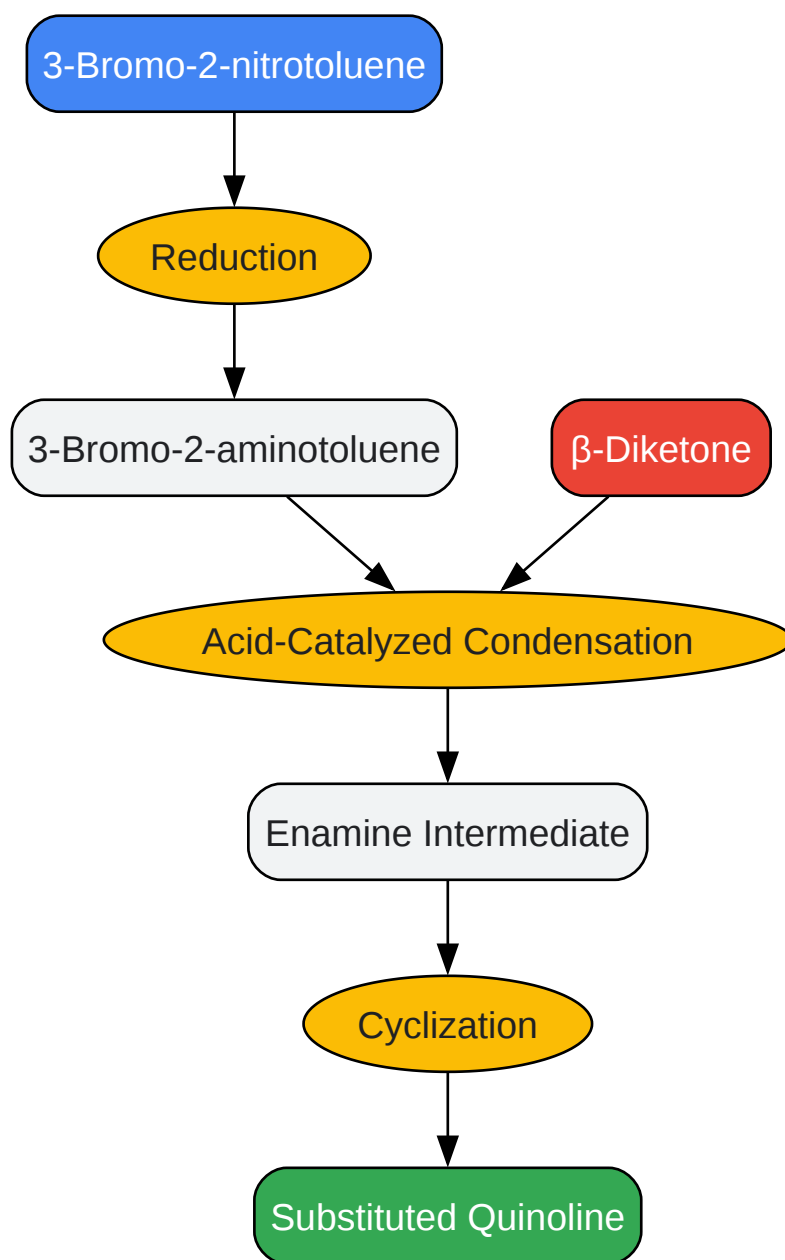 3-Bromo-2-nitrotoluene
Reduction
3-Bromo-2-aminotoluene
β-Diketone
Acid-Catalyzed Condensation
Enamine Intermediate
Cyclization
Substituted Quinoline